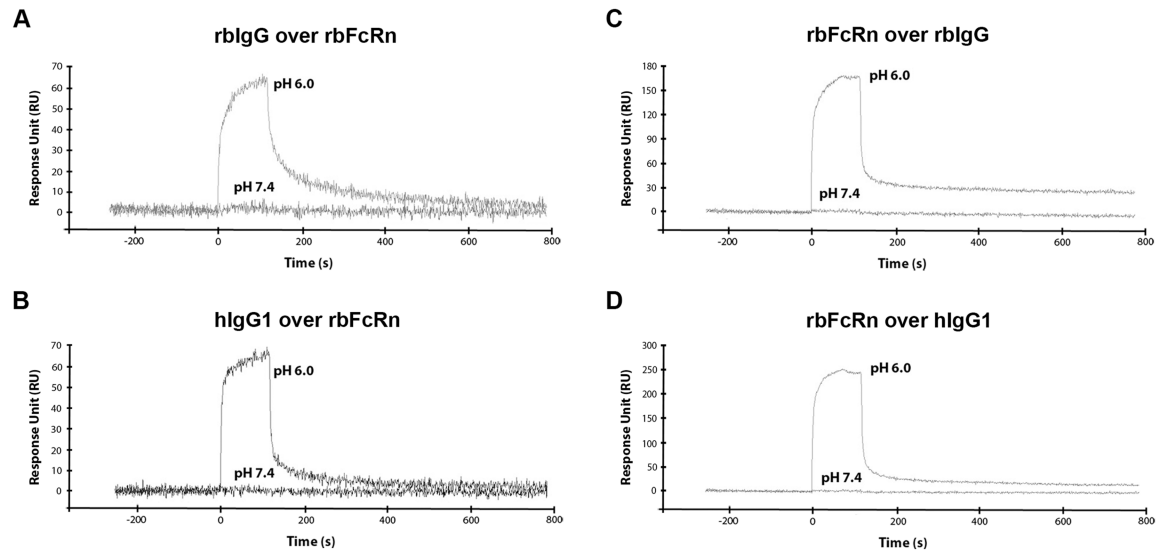 A
rbIgG over rbFcRn
Response Unit (RU)
70
60
50
40
30
20
10
0
pH 6.0
pH 7.4
-200
0
200
400
600
800
Time (s)
B
hIgG1 over rbFcRn
Response Unit (RU)
70
60
50
40
30
20
10
0
pH 6.0
pH 7.4
-200
0
200
400
600
800
Time (s)
C
rbFcRn over rbIgG
Response Unit (RU)
180
150
120
90
60
30
0
pH 6.0
pH 7.4
-200
0
200
400
600
800
Time (s)
D
rbFcRn over hIgG1
Response Unit (RU)
300
250
200
150
100
50
0
pH 6.0
pH 7.4
-200
0
200
400
600
800
Time (s)